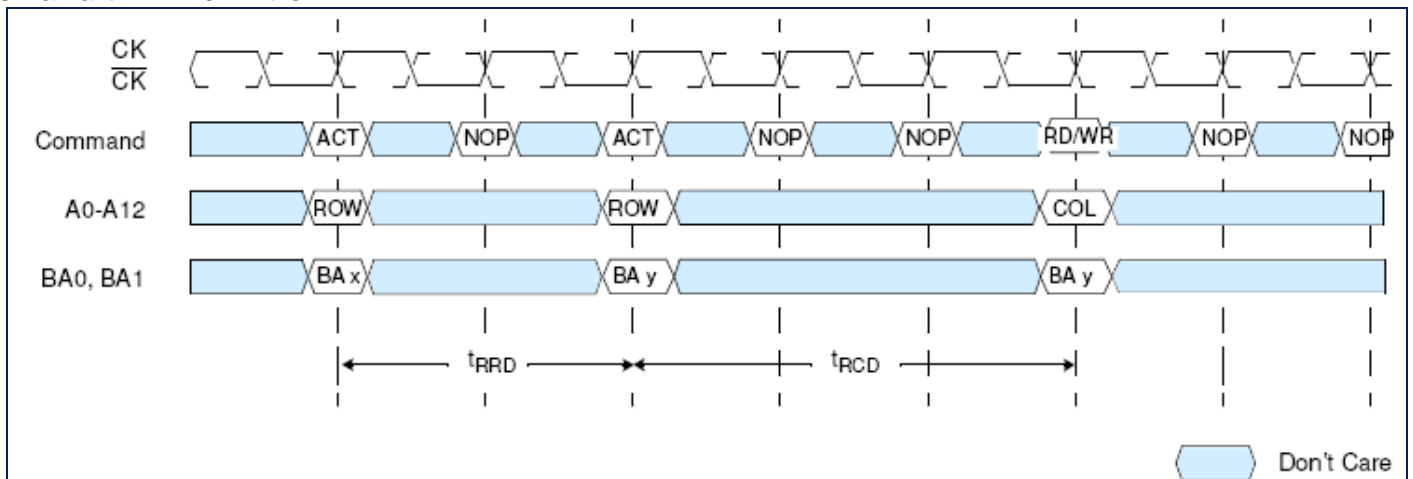 CK
CK
Command ACT NOP ACT NOP NOP RD/WR NOP NOP
A0-A12 ROW ROW COL
BA0, BA1 BA x BA y BA y
tRRD tRCD
Don't Care